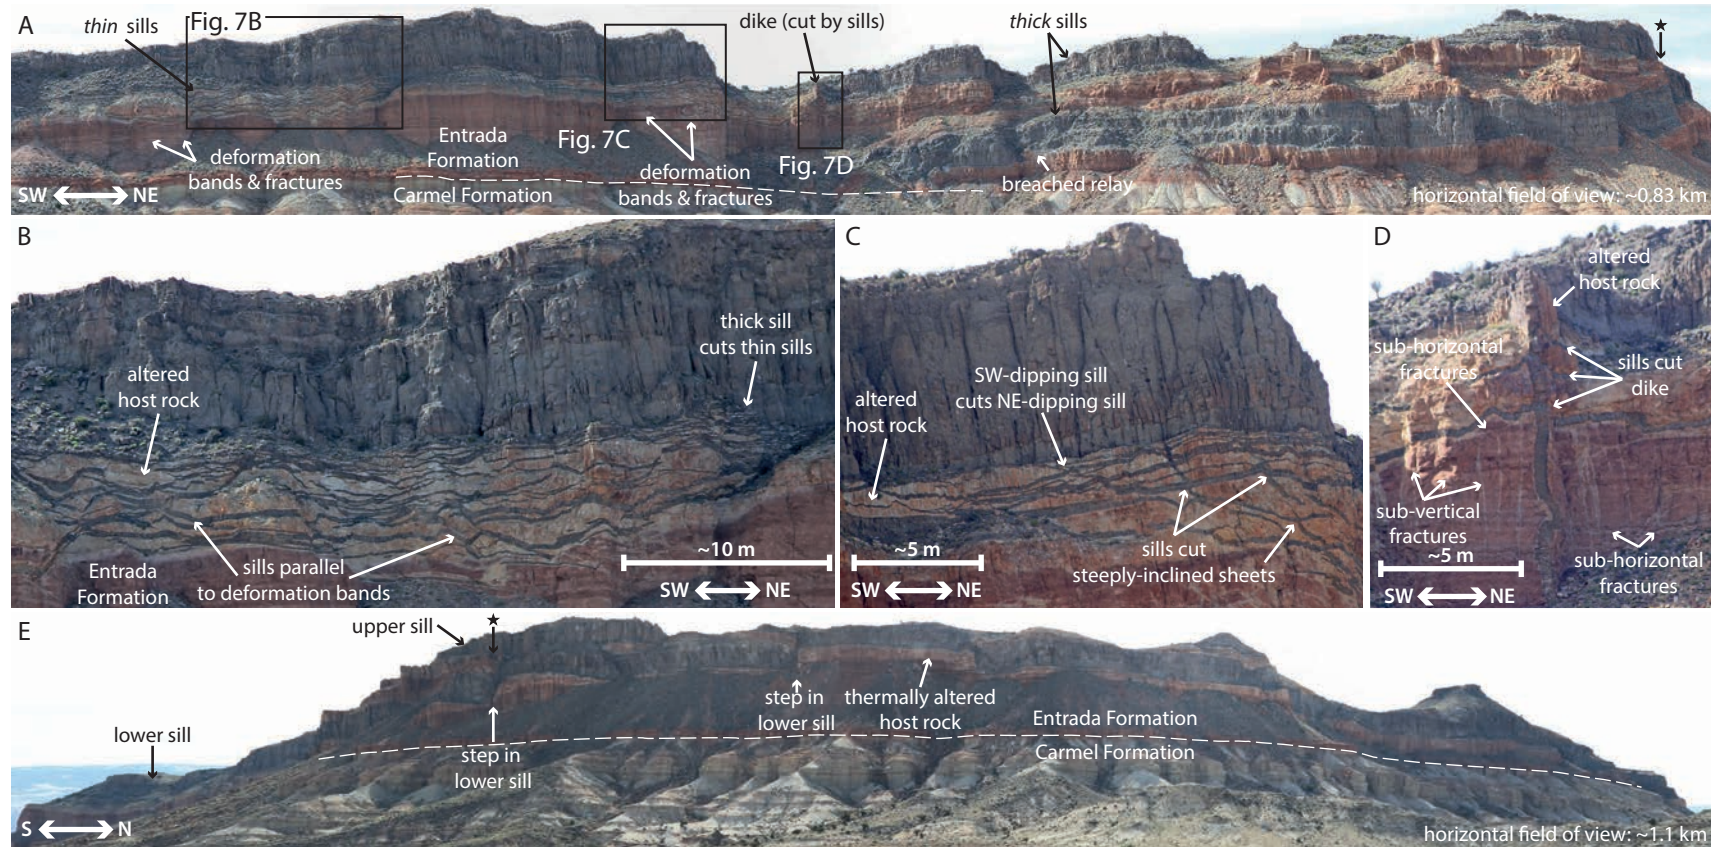 A
thin sills
Fig. 7B
dike (cut by sills)
thick sills
★
deformation
bands & fractures
Entrada
Formation
Carmel Formation
Fig. 7C
deformation
bands & fractures
Fig. 7D
breached relay
SW NE
horizontal field of view: ~0.83 km
B
altered
host rock
thick sill
cuts thin sills
Entrada
Formation
sills parallel
to deformation bands
~10 m
SW NE
C
altered
host rock
SW-dipping sill
cuts NE-dipping sill
~5 m
SW NE
sills cut
steeply-inclined sheets
D
altered
host rock
sub-horizontal
fractures
sills cut
dike
sub-vertical
fractures
~5 m
sub-horizontal
fractures
SW NE
E
upper sill
★
lower sill
step in
lower sill
step in
lower sill
thermally altered
host rock
Entrada Formation
Carmel Formation
S N
horizontal field of view: ~1.1 km